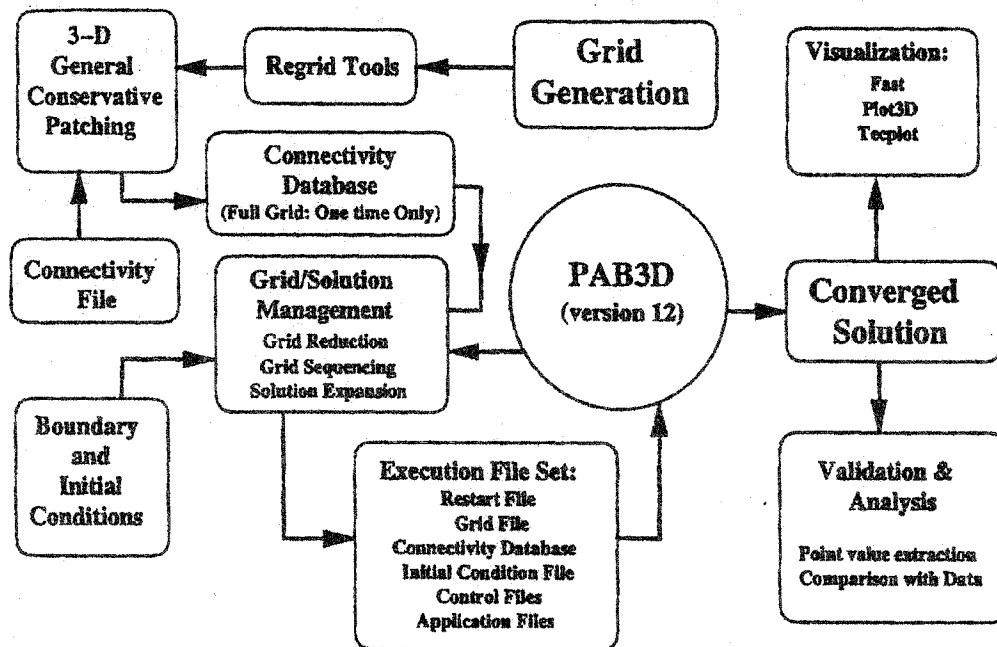 3-D
General
Conservative
Patching
Regrid Tools
Grid
Generation
Visualization:
Fast
Plot3D
Tecplot
Connectivity
Database
(Full Grid: One time Only)
Connectivity
File
Grid/Solution
Management
Grid Reduction
Grid Sequencing
Solution Expansion
PAB3D
(version 12)
Converged
Solution
Boundary
and
Initial
Conditions
Execution File Set:
Restart File
Grid File
Connectivity Database
Initial Condition File
Control Files
Application Files
Validation &
Analysis
Point value extraction
Comparison with Data